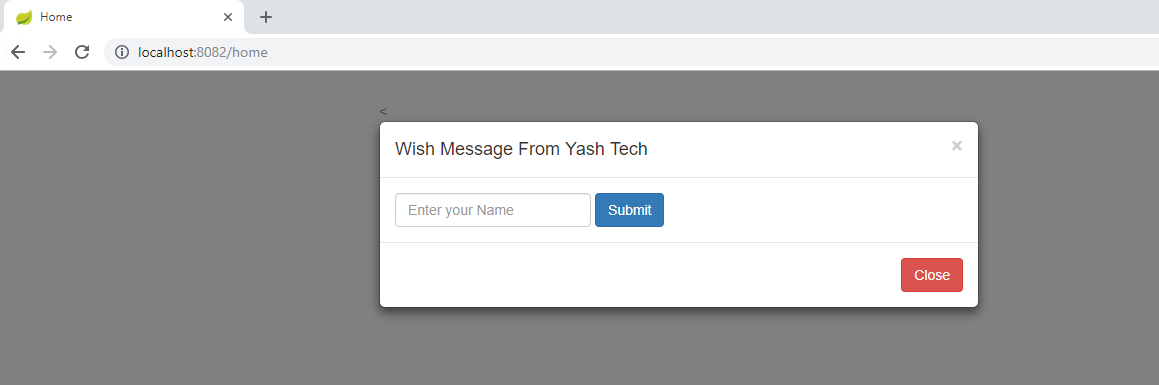 Home
localhost:8082/home
<
Wish Message From Yash Tech ×
Enter your Name Submit
Close